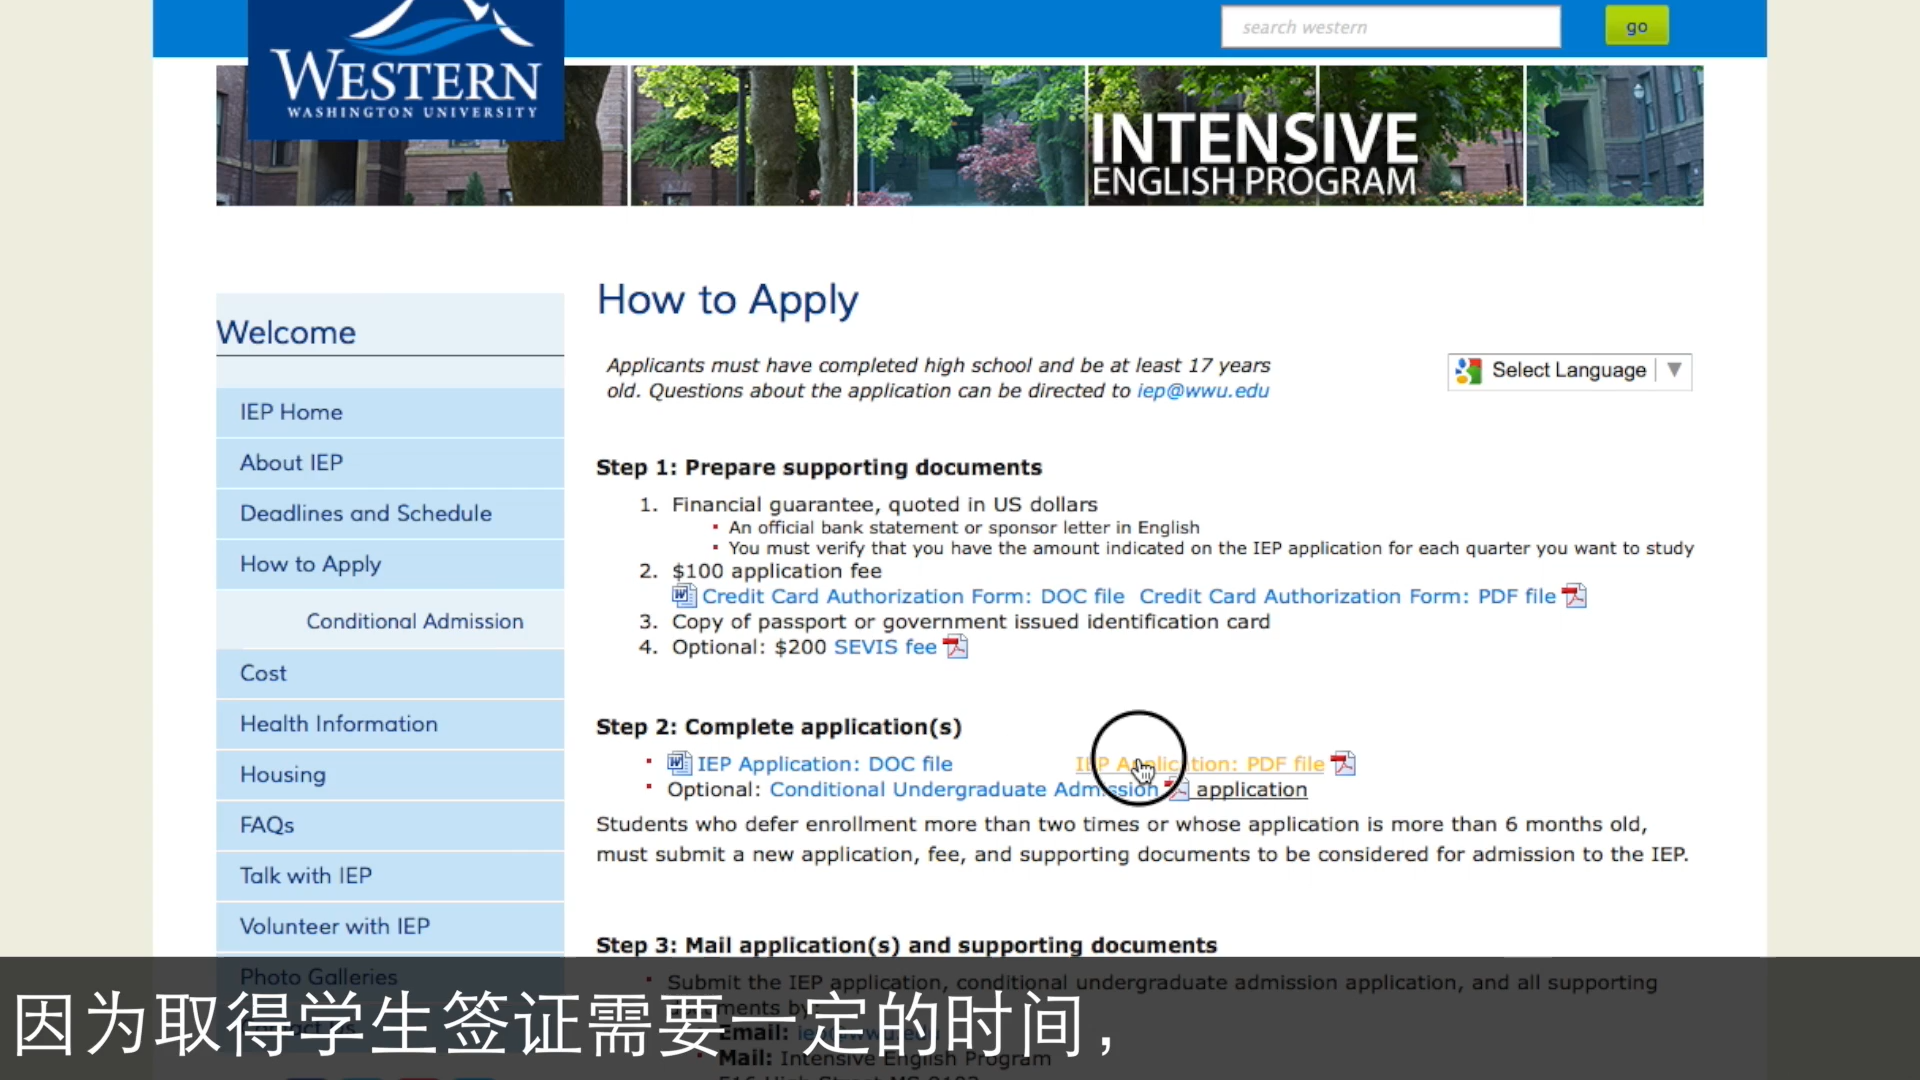 WESTERN
WASHINGTON UNIVERSITY
search western
go
INTENSIVE
ENGLISH PROGRAM
Welcome
IEP Home
About IEP
Deadlines and Schedule
How to Apply
Conditional Admission
Cost
Health Information
Housing
FAQs
Talk with IEP
Volunteer with IEP
Photo Galleries
How to Apply
Applicants must have completed high school and be at least 17 years
old. Questions about the application can be directed to iep@wwu.edu
Select Language
Step 1: Prepare supporting documents
1. Financial guarantee, quoted in US dollars
An official bank statement or sponsor letter in English
You must verify that you have the amount indicated on the IEP application for each quarter you want to study
2. $100 application fee
Credit Card Authorization Form: DOC file Credit Card Authorization Form: PDF file
3. Copy of passport or government issued identification card
4. Optional: $200 SEVIS fee
Step 2: Complete application(s)
IEP Application: DOC file IEP Application: PDF file
Optional: Conditional Undergraduate Admission application
Students who defer enrollment more than two times or whose application is more than 6 months old,
must submit a new application, fee, and supporting documents to be considered for admission to the IEP.
Step 3: Mail application(s) and supporting documents
Submit the IEP application, conditional undergraduate admission application, and all supporting
documents by:
Email:
Mail: Intensive English Program
因为取得学生签证需要一定的时间，